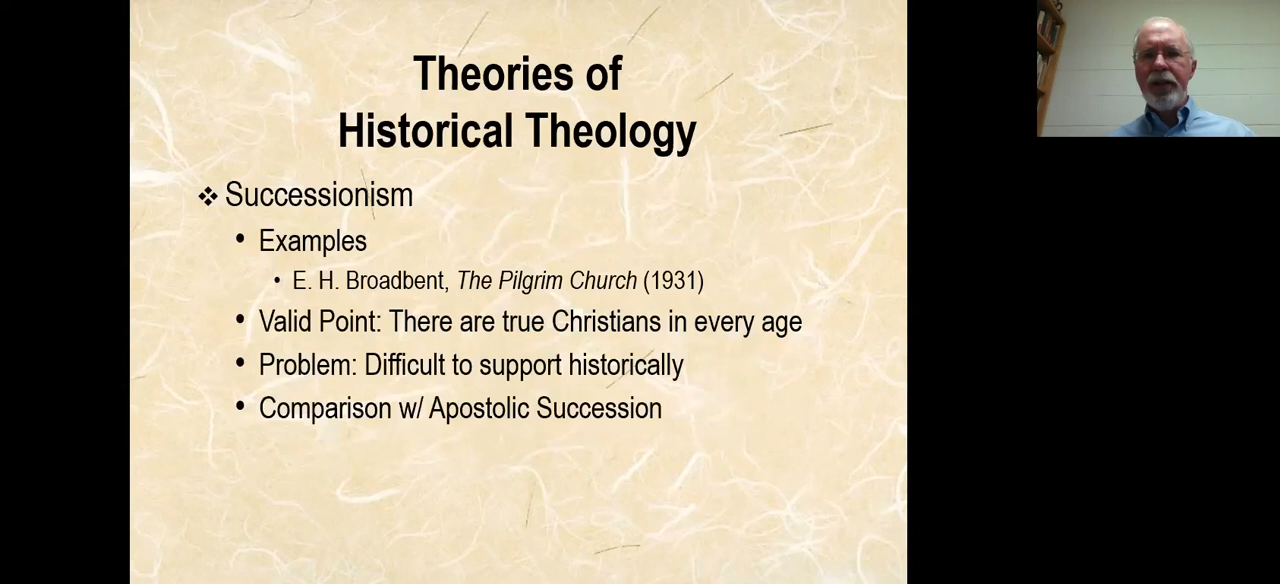 Theories of
Historical Theology
❖ Successionism
• Examples
• E. H. Broadbent, The Pilgrim Church (1931)
• Valid Point: There are true Christians in every age
• Problem: Difficult to support historically
• Comparison w/ Apostolic Succession